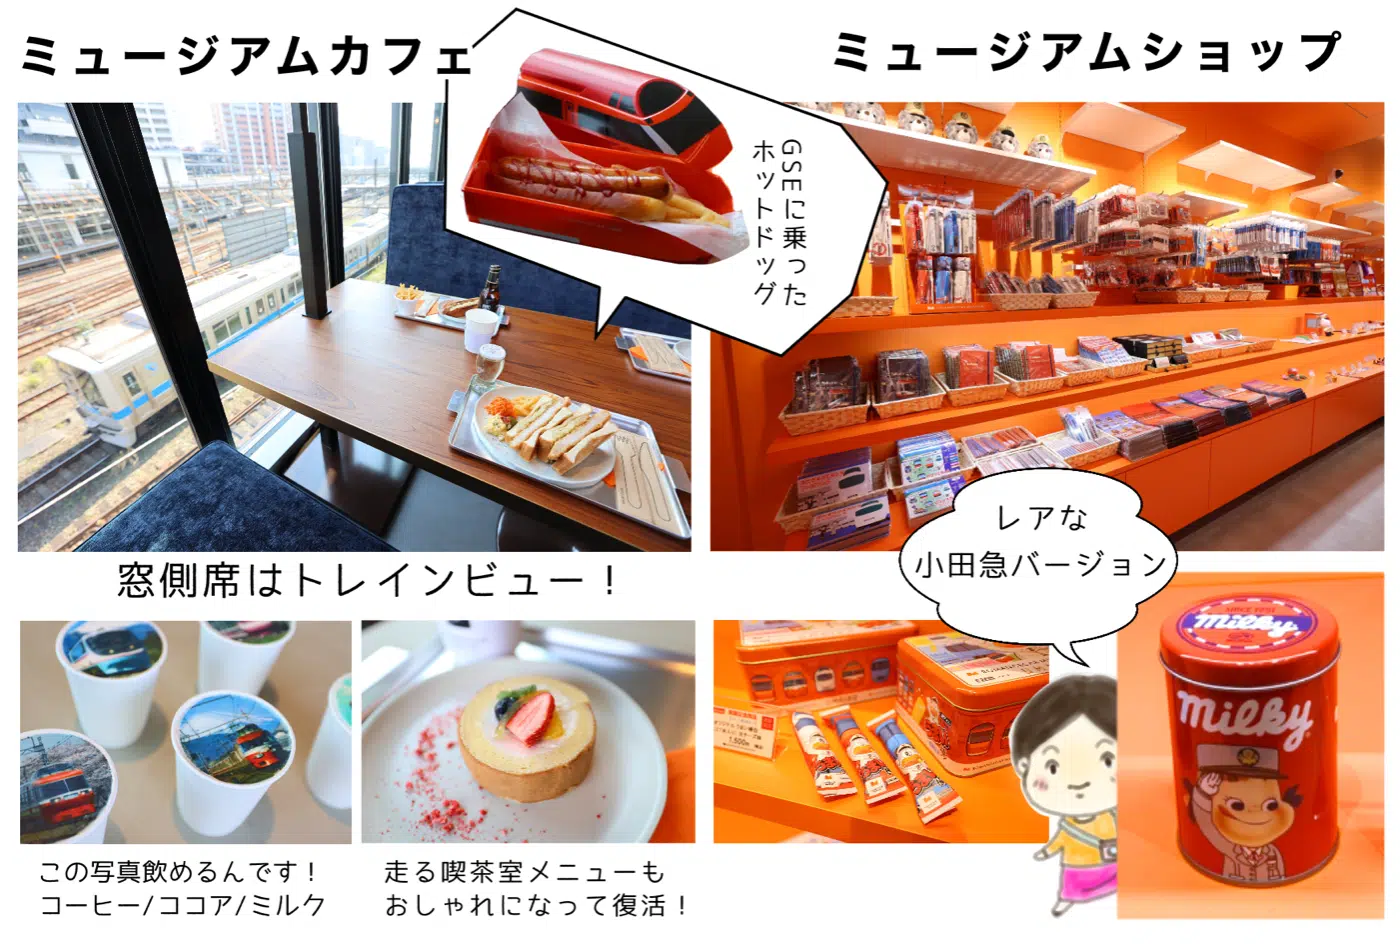 ミュージアムカフェ
GSEに乗った
ホットドッグ
窓側席はトレインビュー！
この写真飲めるんです！
コーヒー/ココア/ミルク
走る喫茶室メニューも
おしゃれになって復活！
ミュージアムショップ
レアな
小田急バージョン
1,500
Milky
Milky